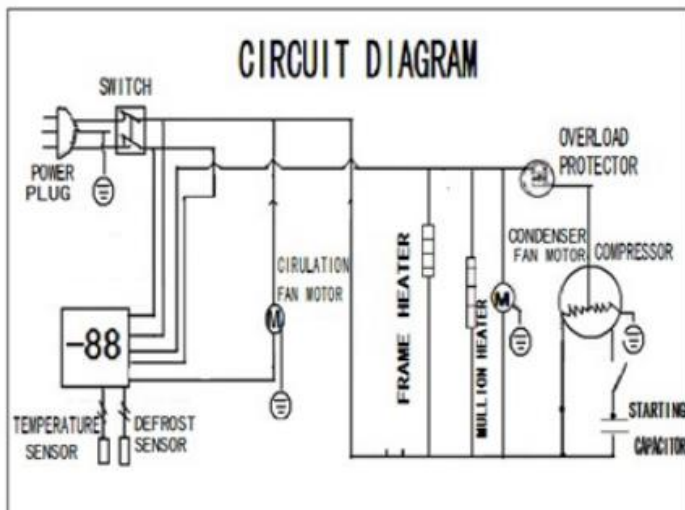 CIRCUIT DIAGRAM
SWITCH
POWER
PLUG
OVERLOAD
PROTECTOR
CONDENSER
FAN MOTOR
COMPRESSOR
CIRULATION
FAN MOTOR
M
M
FRAME HEATER
MULLION HEATER
-88
TEMPERATURE
SENSOR
DEFROST
SENSOR
STARTING
CAPACITOR